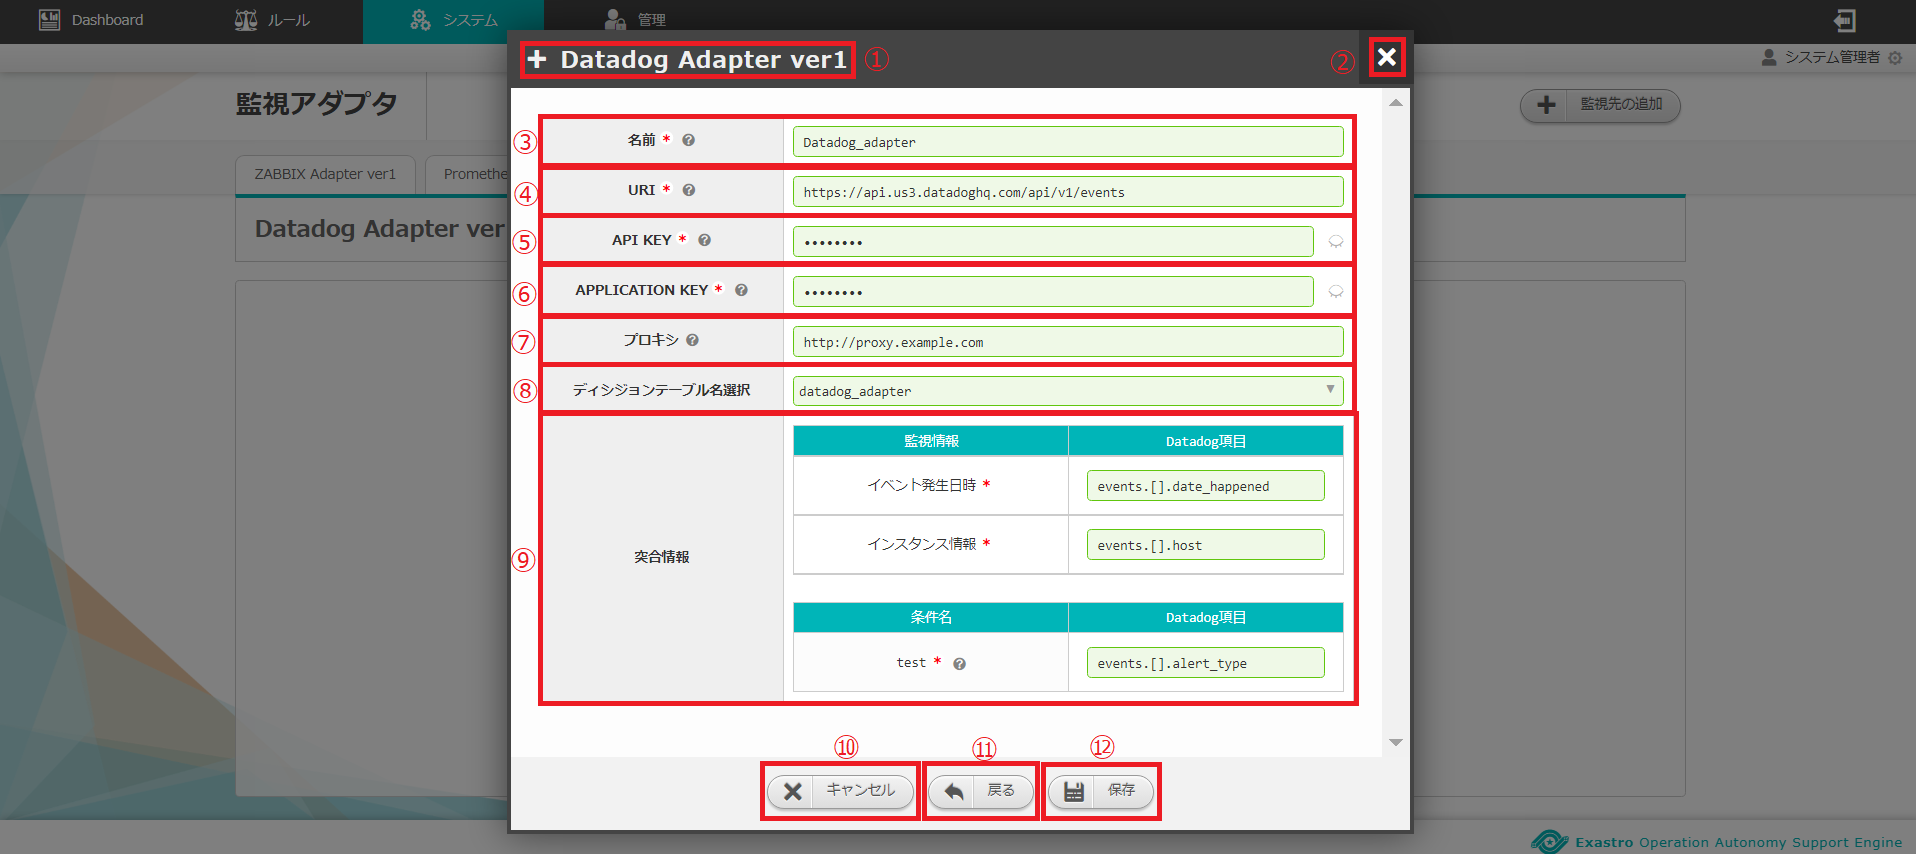 Dashboard
ルール
システム
管理
システム管理者
監視アダプタ
監視先の追加
ZABBIX Adapter ver1
Promethe
Datadog Adapter ver
Datadog Adapter ver1 ①
②
③ 名前 *
Datadog_adapter
④ URI *
https://api.us3.datadoghq.com/api/v1/events
⑤ API KEY *
••••••••
⑥ APPLICATION KEY *
••••••••
⑦ プロキシ
http://proxy.example.com
⑧ ディシジョンテーブル名選択
datadog_adapter
⑨ 突合情報
監視情報 Datadog項目
イベント発生日時 * events.[].date_happened
インスタンス情報 * events.[].host
条件名 Datadog項目
test * events.[].alert_type
⑩ ⑪ ⑫
キャンセル 戻る 保存
Exastro Operation Autonomy Support Engine